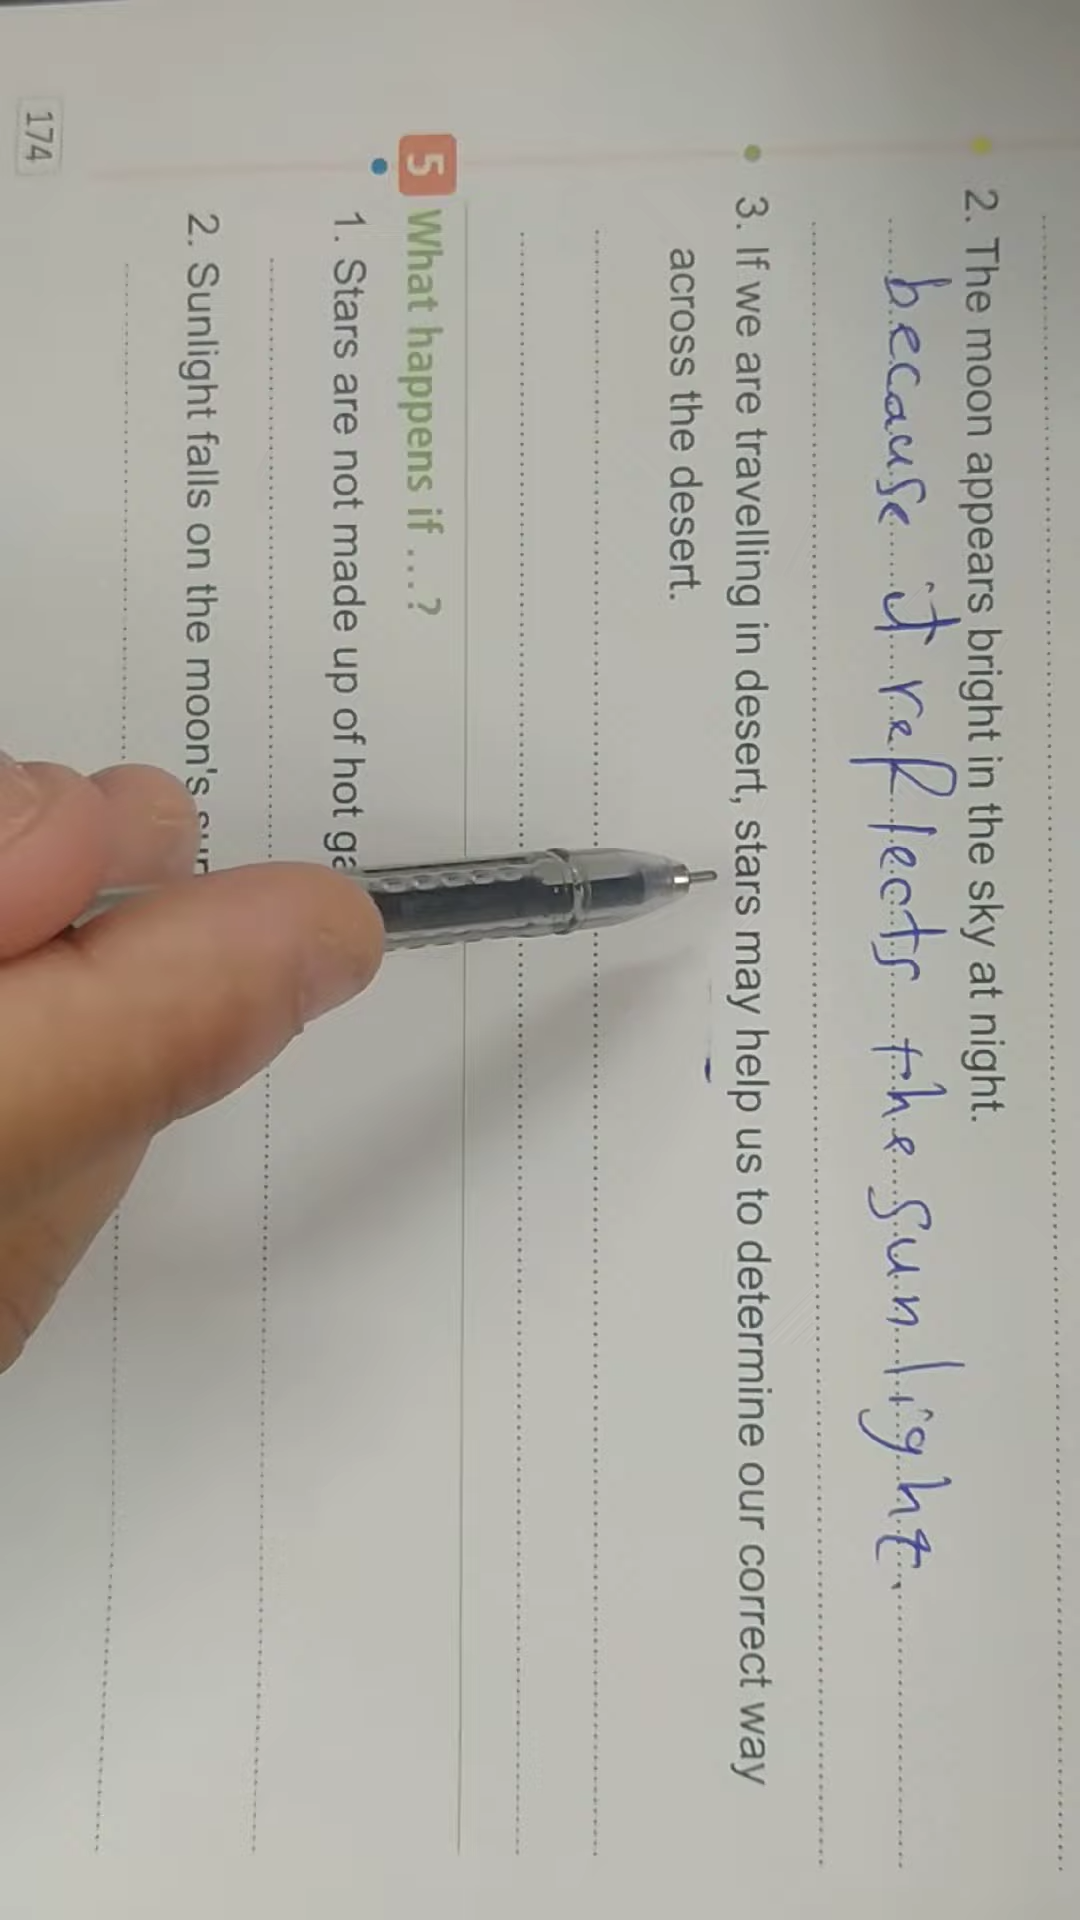 2. The moon appears bright in the sky at night.
because it reflects the sunlight.
3. If we are travelling in desert, stars may help us to determine our correct way
across the desert.
5 What happens if ...?
1. Stars are not made up of hot
2. Sunlight falls on the moon's
174